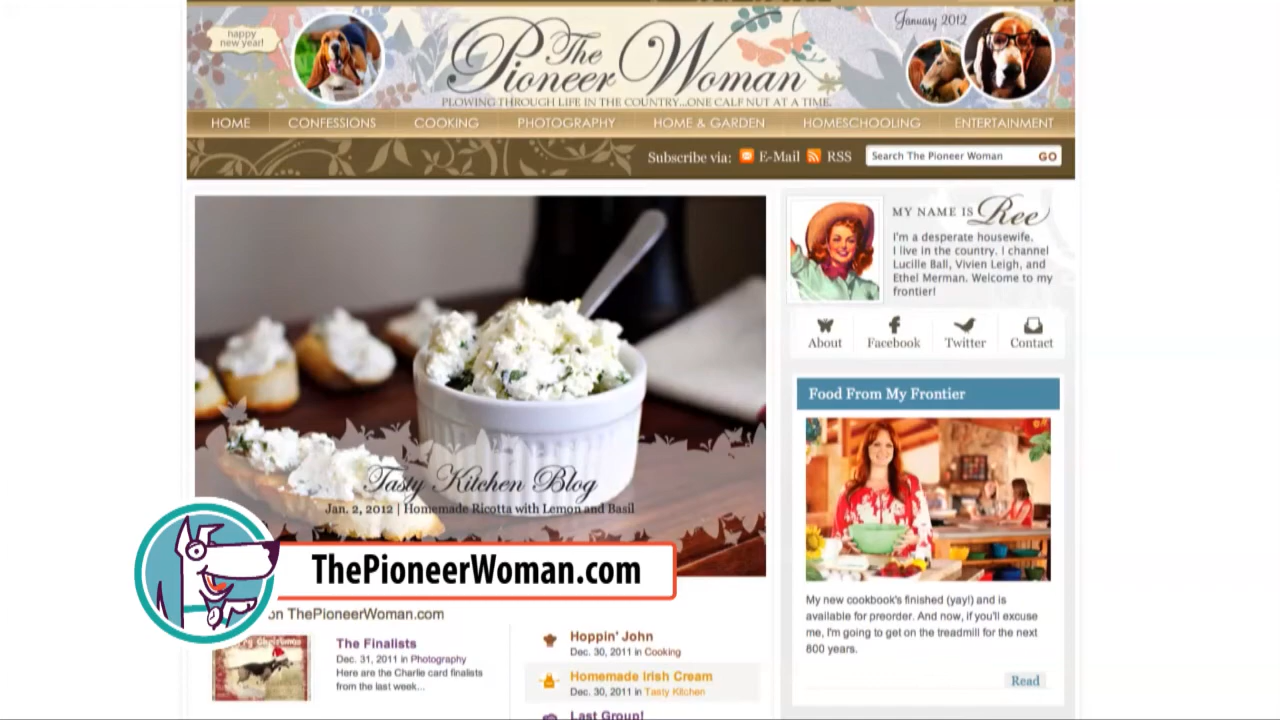 happy
new year!
January 2012
The
Pioneer Woman
PLOWING THROUGH LIFE IN THE COUNTRY...ONE CALF NUT AT A TIME.
HOME CONFESSIONS COOKING PHOTOGRAPHY HOME & GARDEN HOMESCHOOLING ENTERTAINMENT
Subscribe via: E-Mail RSS Search The Pioneer Woman GO
MY NAME IS Ree
I'm a desperate housewife.
I live in the country. I channel
Lucille Ball, Vivien Leigh, and
Ethel Merman. Welcome to my
frontier!
About Facebook Twitter Contact
Food From My Frontier
My new cookbook's finished (yay!) and is
available for preorder. And now, if you'll excuse
me, I'm going to get on the treadmill for the next
800 years.
Read
Tasty Kitchen Blog
Jan. 2, 2012 | Homemade Ricotta with Lemon and Basil
ThePioneerWoman.com
on ThePioneerWoman.com
The Finalists
Dec. 31, 2011 in Photography
Here are the Charlie card finalists
from the last week...
Hoppin' John
Dec. 30, 2011 in Cooking
Homemade Irish Cream
Dec. 30, 2011 in Tasty Kitchen
Last Group!